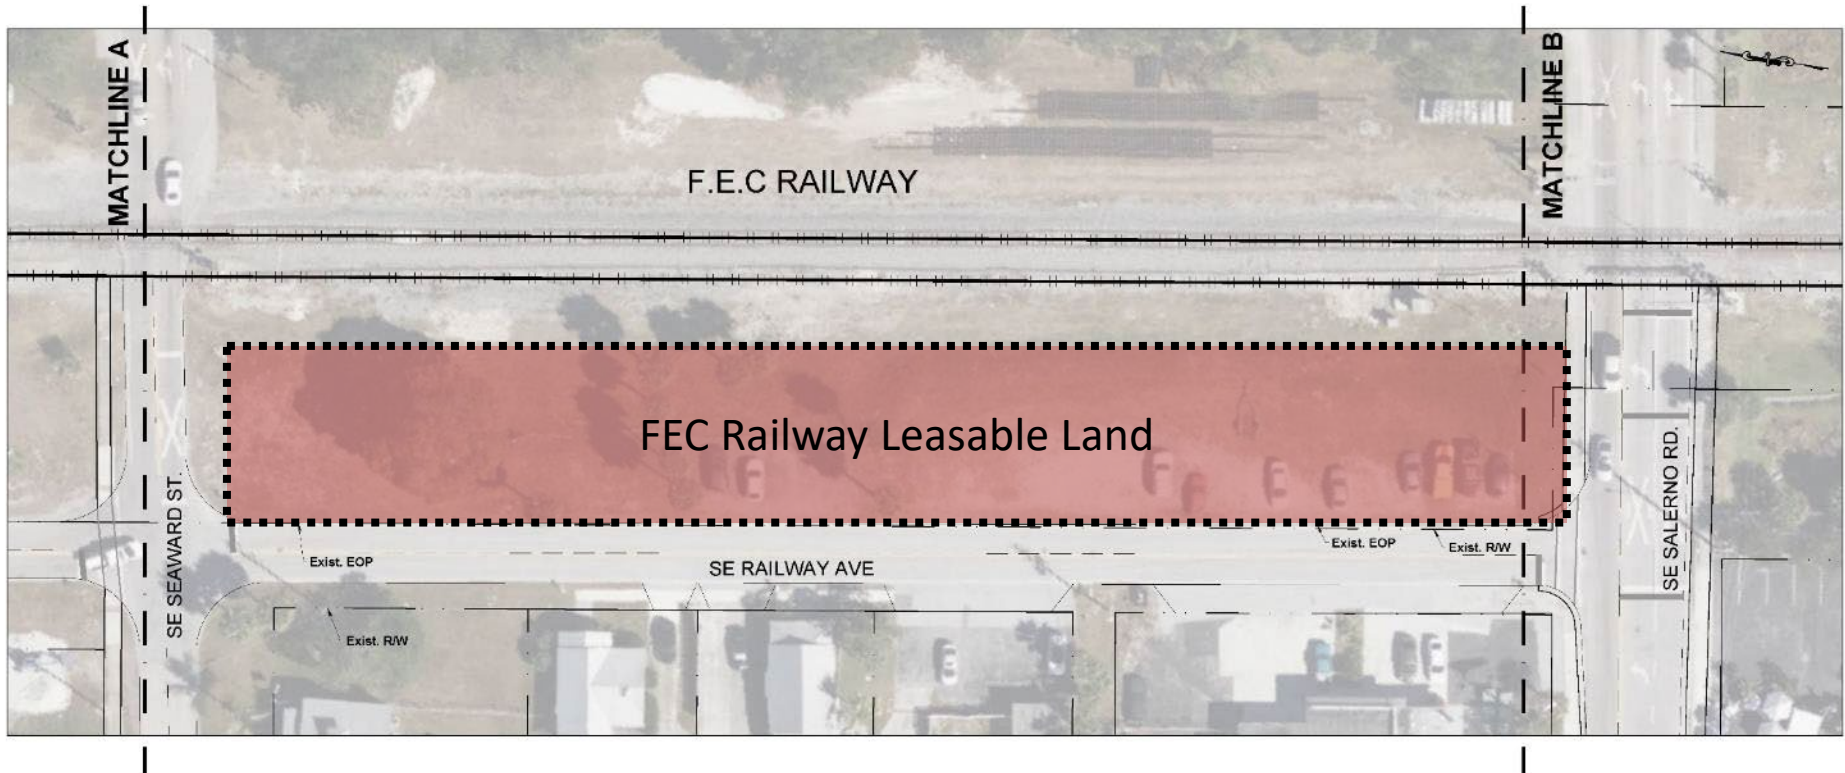 MATCHLINE A
MATCHLINE B
F.E.C RAILWAY
FEC Railway Leasable Land
SE SEAWARD ST.
SE SALERNO RD.
Exist. EOP
SE RAILWAY AVE
Exist. EOP
Exist. R/W
Exist. R/W